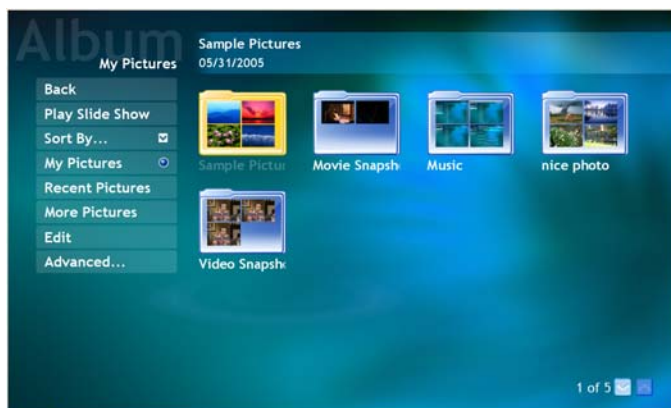 Album
My Pictures
Sample Pictures
05/31/2005
Back
Play Slide Show
Sort By...
My Pictures
Recent Pictures
More Pictures
Edit
Advanced...
Sample Pictur
Movie Snapsh
Music
nice photo
Video Snapsh
1 of 5